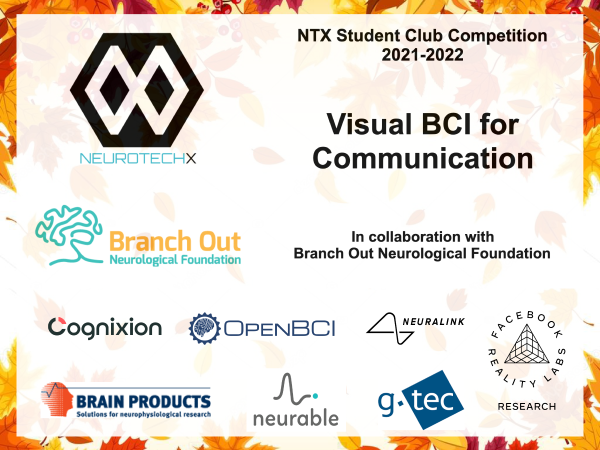 NTX Student Club Competition
2021-2022
NEUROTECHX
Visual BCI for
Communication
Branch Out
Neurological Foundation
In collaboration with
Branch Out Neurological Foundation
Cognixion
OPENBCI
NEURALINK
FACEBOOK
REALITY LABS
RESEARCH
BRAIN PRODUCTS
Solutions for neurophysiological research
neurable
g.tec